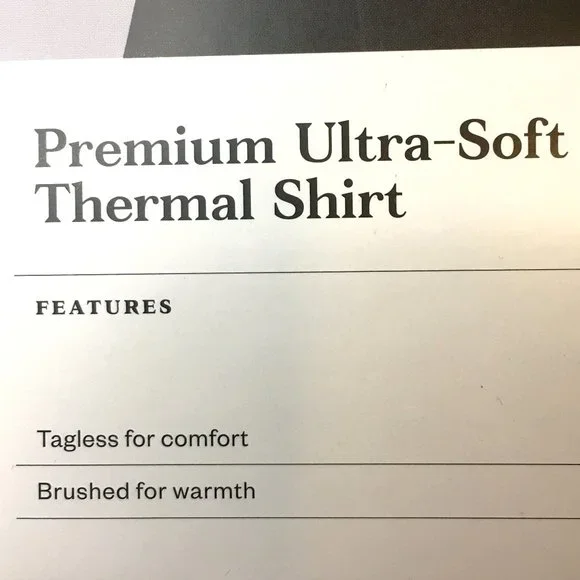 Premium Ultra-Soft
Thermal Shirt
FEATURES
Tagless for comfort
Brushed for warmth